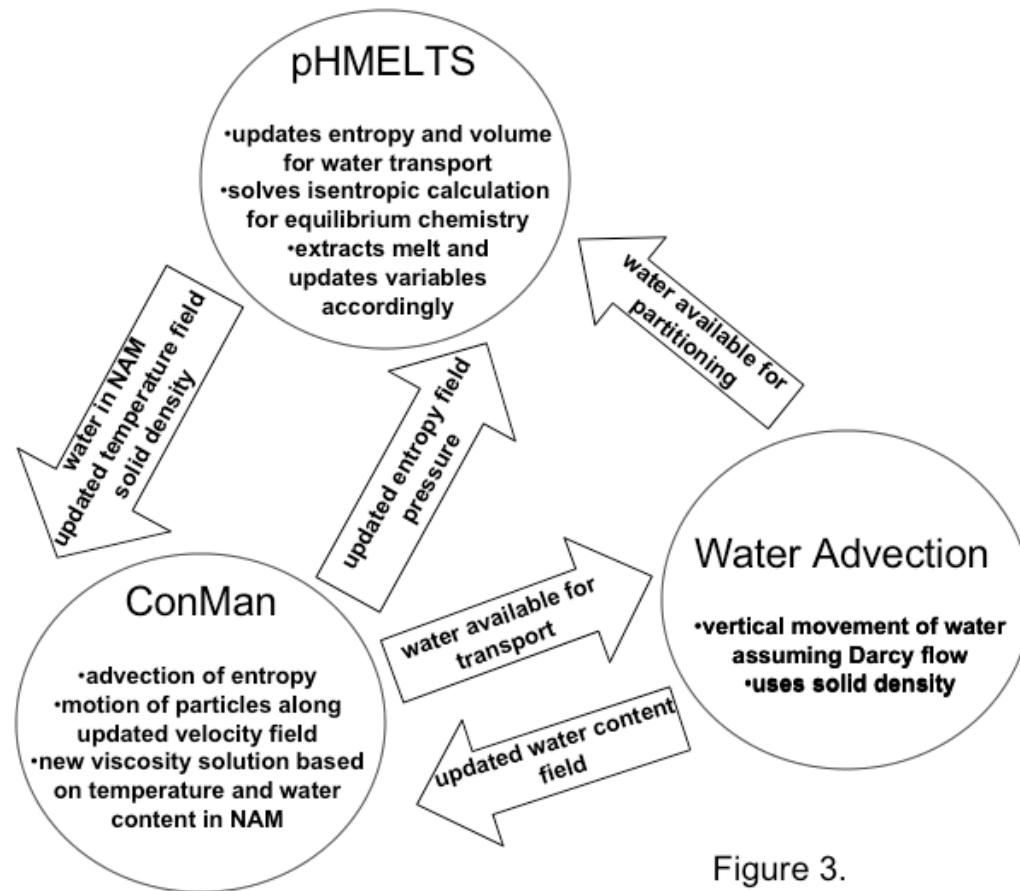 pHMELTS
•updates entropy and volume
for water transport
•solves isentropic calculation
for equilibrium chemistry
•extracts melt and
updates variables
accordingly
water in NAM
updated temperature field
solid density
updated entropy field
pressure
water available for
partitioning
ConMan
•advection of entropy
•motion of particles along
updated velocity field
•new viscosity solution based
on temperature and water
content in NAM
water available for
transport
updated water content
field
Water Advection
•vertical movement of water
assuming Darcy flow
•uses solid density
Figure 3.